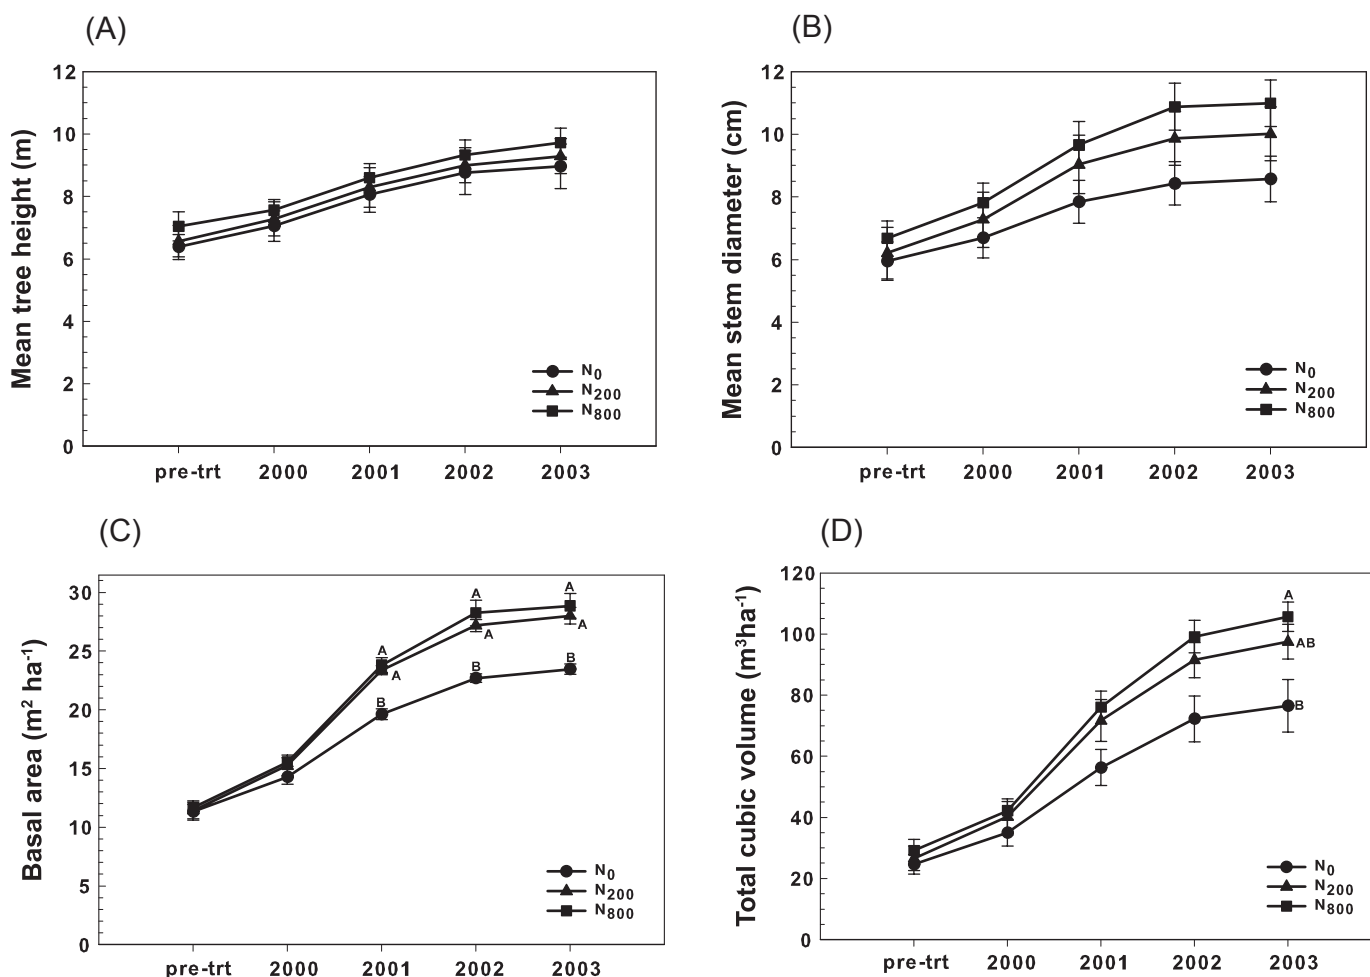 (A)
Mean tree height (m)
12
10
8
6
4
2
0
pre-trt 2000 2001 2002 2003
N0
N200
N800
(B)
Mean stem diameter (cm)
12
10
8
6
4
2
0
pre-trt 2000 2001 2002 2003
N0
N200
N800
(C)
Basal area (m² ha⁻¹)
30
25
20
15
10
5
0
A
A
B
A
A
B
A
A
B
pre-trt 2000 2001 2002 2003
N0
N200
N800
(D)
Total cubic volume (m³ha⁻¹)
120
100
80
60
40
20
0
A
AB
B
pre-trt 2000 2001 2002 2003
N0
N200
N800